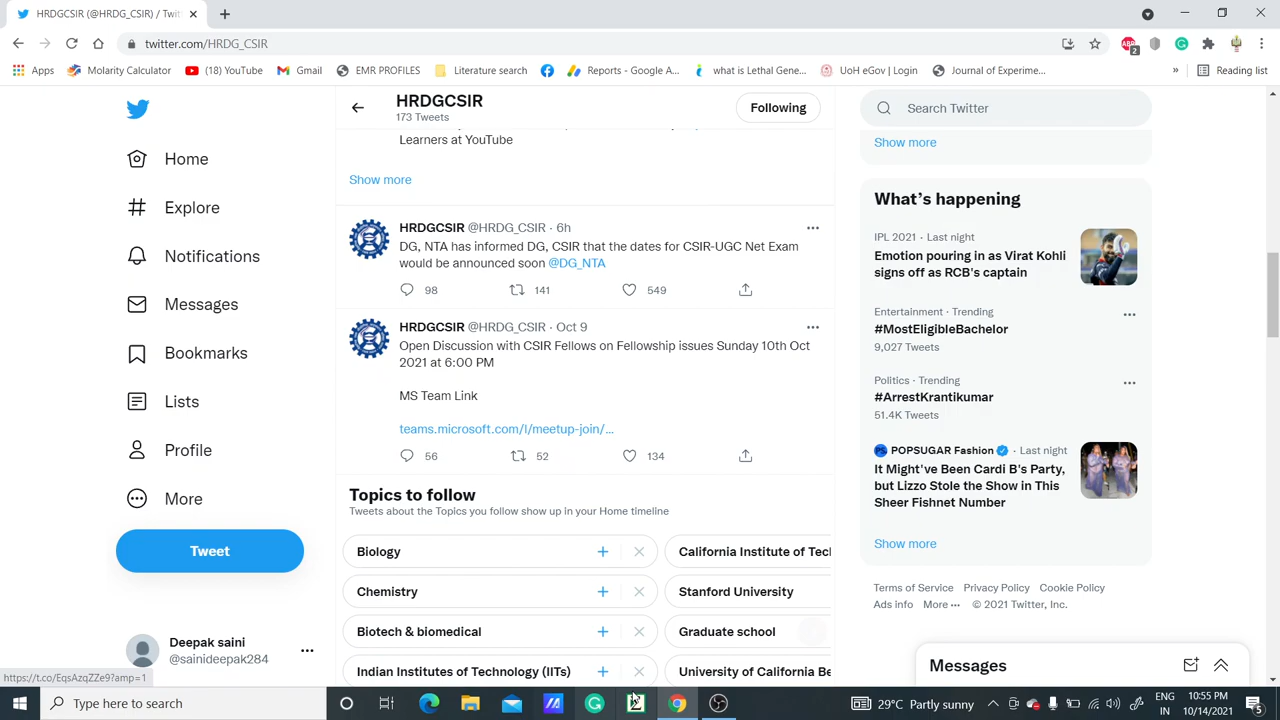 HRDGCSIR (@HRDG_CSIR) / Twit
twitter.com/HRDG_CSIR
2
Apps
Molarity Calculator
(18) YouTube
Gmail
EMR PROFILES
Literature search
Reports - Google A...
what is Lethal Gene...
UoH eGov | Login
Journal of Experime...
»
Reading list
HRDGCSIR
173 Tweets
Following
Search Twitter
Home
Explore
Notifications
Messages
Bookmarks
Lists
Profile
More
Tweet
Deepak saini
@sainideepak284
Learners at YouTube
Show more
HRDGCSIR @HRDG_CSIR · 6h
DG, NTA has informed DG, CSIR that the dates for CSIR-UGC Net Exam
would be announced soon @DG_NTA
98 141 549
HRDGCSIR @HRDG_CSIR · Oct 9
Open Discussion with CSIR Fellows on Fellowship issues Sunday 10th Oct
2021 at 6:00 PM
MS Team Link
teams.microsoft.com/l/meetup-join/...
56 52 134
Topics to follow
Tweets about the Topics you follow show up in your Home timeline
Biology
California Institute of Tec
Chemistry
Stanford University
Biotech & biomedical
Graduate school
Indian Institutes of Technology (IITs)
University of California Be
Show more
What's happening
IPL 2021 · Last night
Emotion pouring in as Virat Kohli
signs off as RCB's captain
Entertainment · Trending
#MostEligibleBachelor
9,027 Tweets
Politics · Trending
#ArrestKrantikumar
51.4K Tweets
POPSUGAR Fashion · Last night
It Might've Been Cardi B's Party,
but Lizzo Stole the Show in This
Sheer Fishnet Number
Show more
Terms of Service Privacy Policy Cookie Policy
Ads info More ··· © 2021 Twitter, Inc.
Messages
https://t.co/EqsAzqZZe9?amp=1
Type here to search
29°C Partly sunny
ENG
IN
10:55 PM
10/14/2021
5